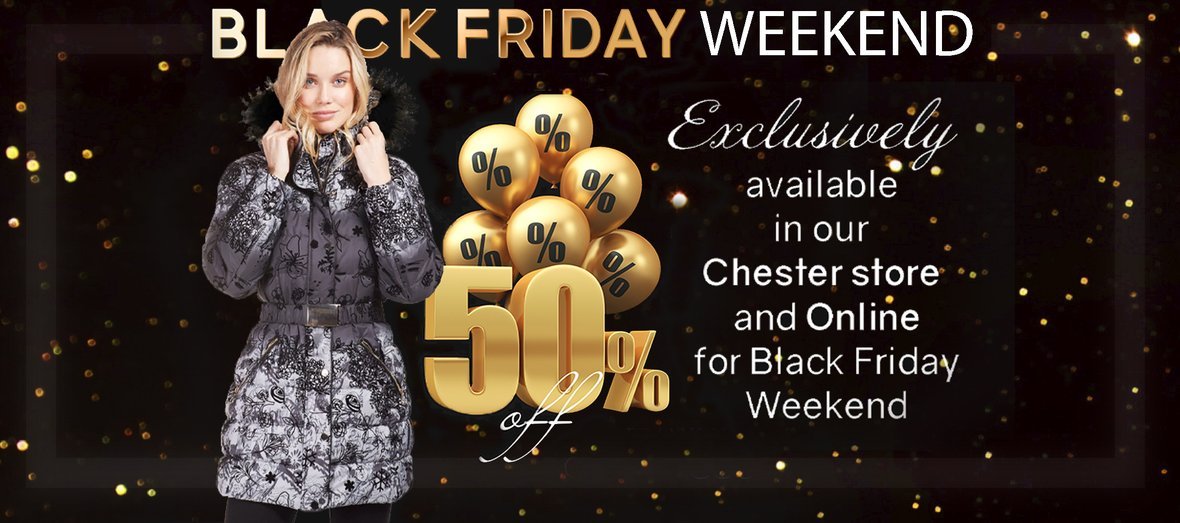 BLACK FRIDAY WEEKEND
%
%
%
%
%
%
50%
off
Exclusively
available
in our
Chester store
and Online
for Black Friday
Weekend